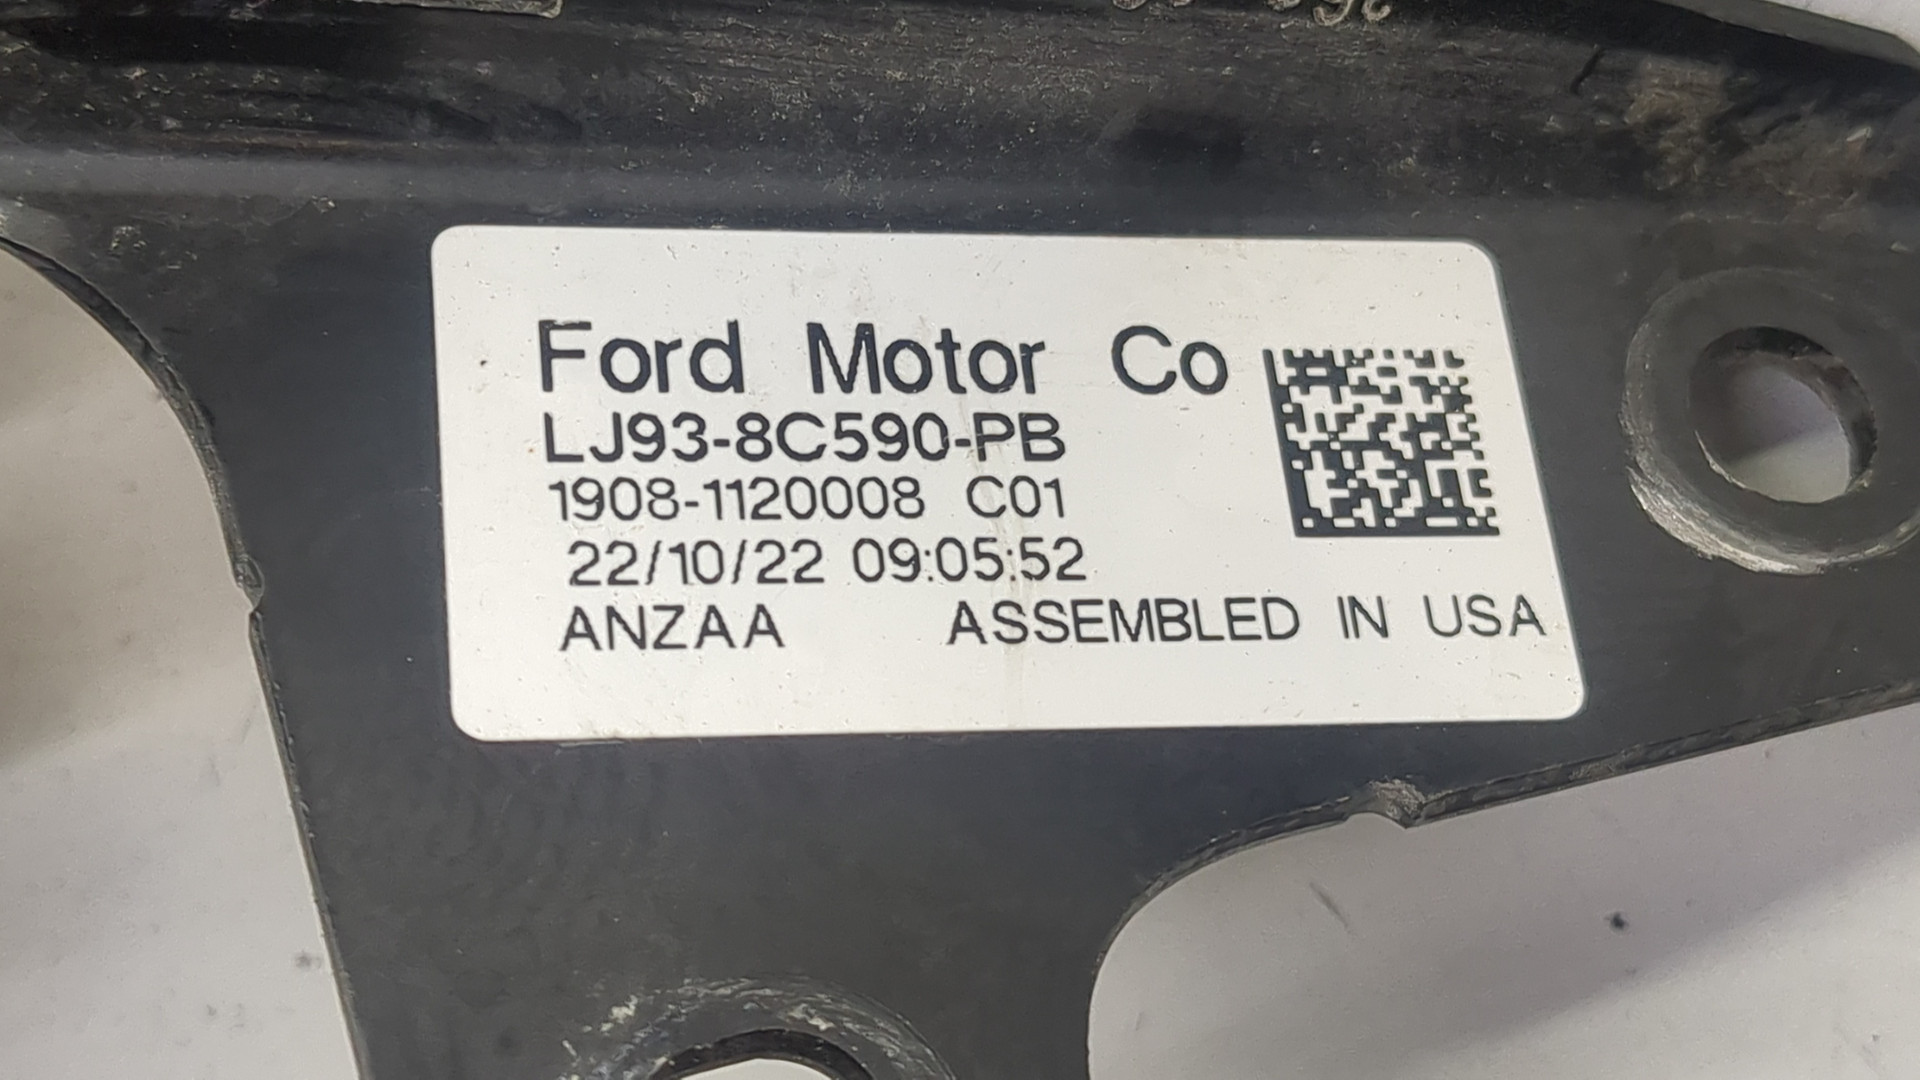 Ford Motor Co
LJ93-8C590-PB
1908-1120008 C01
22/10/22 09:05:52
ANZAA ASSEMBLED IN USA